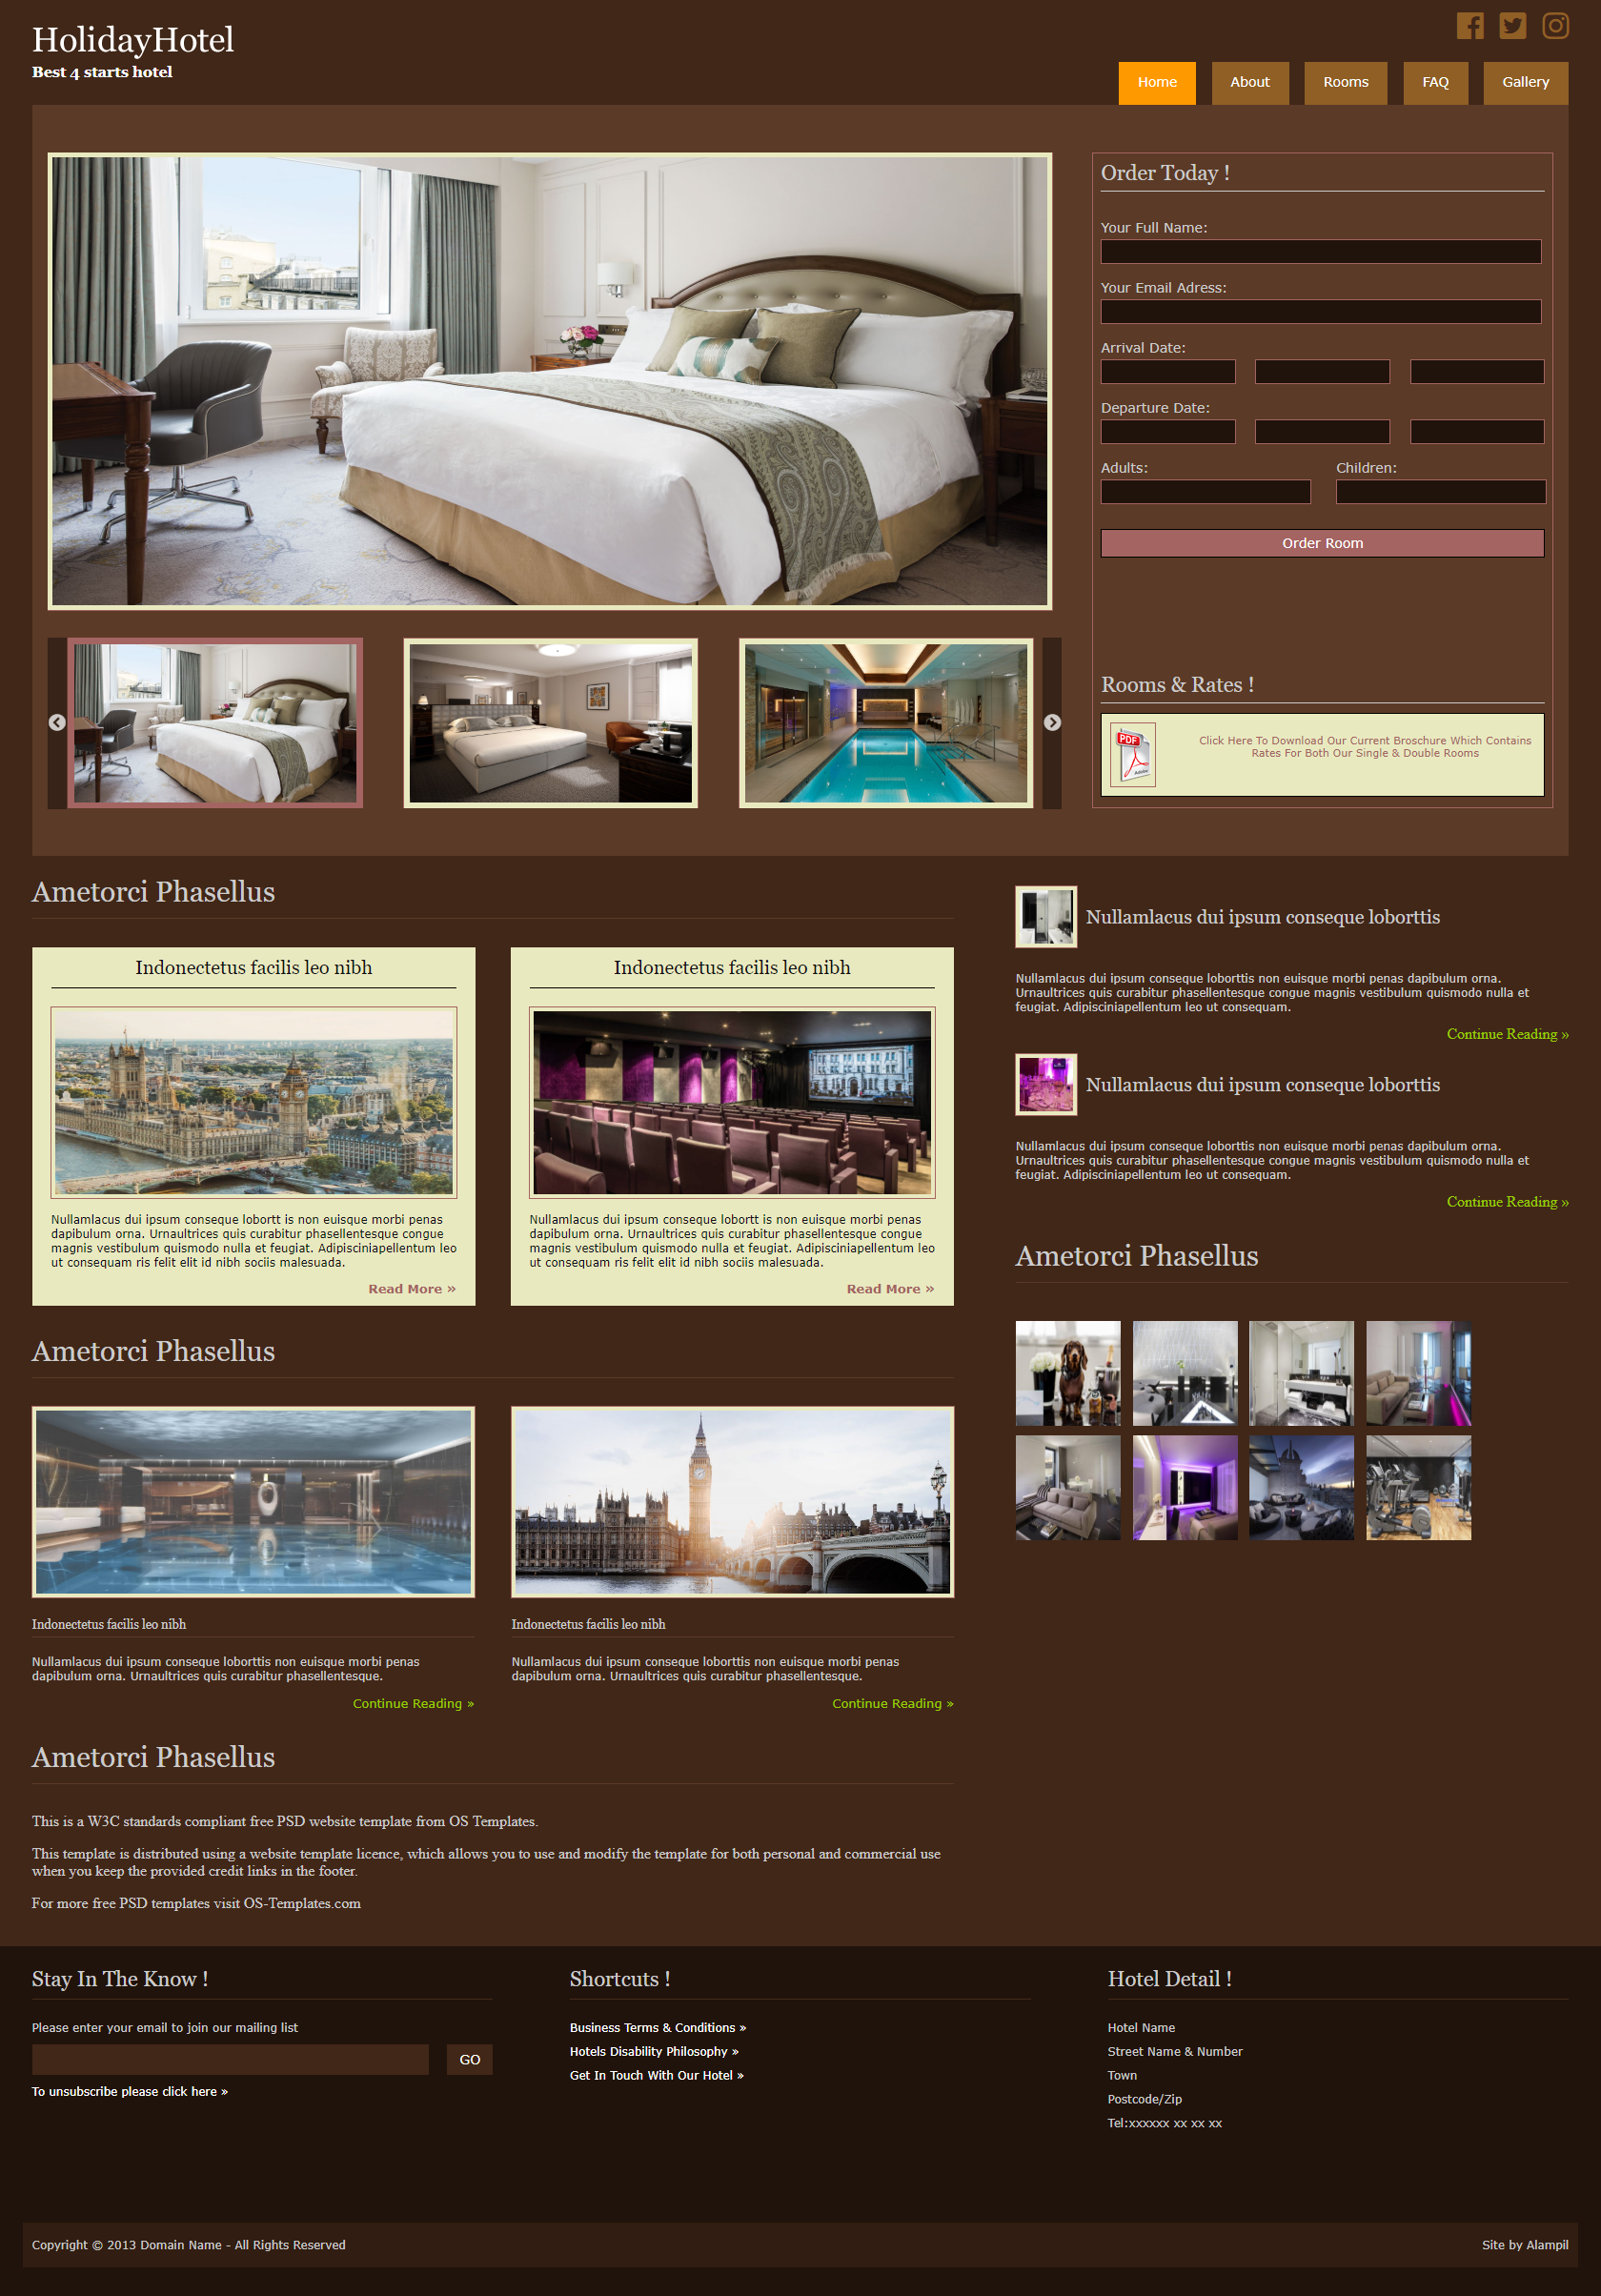 HolidayHotel
Best 4 starts hotel
Home
About
Rooms
FAQ
Gallery
Order Today !
Your Full Name:
Your Email Adress:
Arrival Date:
Departure Date:
Adults:
Children:
Order Room
Rooms & Rates !
PDF
Adobe
Click Here To Download Our Current Broschure Which Contains
Rates For Both Our Single & Double Rooms
Ametorci Phasellus
Indonectetus facilis leo nibh
Nullamlacus dui ipsum conseque lobortt is non euisque morbi penas
dapibulum orna. Urnaultrices quis curabitur phasellentesque congue
magnis vestibulum quismodo nulla et feugiat. Adipisciniapellentum leo
ut consequam ris felit elit id nibh sociis malesuada.
Read More »
Indonectetus facilis leo nibh
Nullamlacus dui ipsum conseque lobortt is non euisque morbi penas
dapibulum orna. Urnaultrices quis curabitur phasellentesque congue
magnis vestibulum quismodo nulla et feugiat. Adipisciniapellentum leo
ut consequam ris felit elit id nibh sociis malesuada.
Read More »
Nullamlacus dui ipsum conseque loborttis
Nullamlacus dui ipsum conseque loborttis non euisque morbi penas dapibulum orna.
Urnaultrices quis curabitur phasellentesque congue magnis vestibulum quismodo nulla et
feugiat. Adipisciniapellentum leo ut consequam.
Continue Reading »
Nullamlacus dui ipsum conseque loborttis
Nullamlacus dui ipsum conseque loborttis non euisque morbi penas dapibulum orna.
Urnaultrices quis curabitur phasellentesque congue magnis vestibulum quismodo nulla et
feugiat. Adipisciniapellentum leo ut consequam.
Continue Reading »
Ametorci Phasellus
Ametorci Phasellus
Indonectetus facilis leo nibh
Nullamlacus dui ipsum conseque loborttis non euisque morbi penas
dapibulum orna. Urnaultrices quis curabitur phasellentesque.
Continue Reading »
Indonectetus facilis leo nibh
Nullamlacus dui ipsum conseque loborttis non euisque morbi penas
dapibulum orna. Urnaultrices quis curabitur phasellentesque.
Continue Reading »
Ametorci Phasellus
This is a W3C standards compliant free PSD website template from OS Templates.
This template is distributed using a website template licence, which allows you to use and modify the template for both personal and commercial use
when you keep the provided credit links in the footer.
For more free PSD templates visit OS-Templates.com
Stay In The Know !
Please enter your email to join our mailing list
GO
To unsubscribe please click here »
Shortcuts !
Business Terms & Conditions »
Hotels Disability Philosophy »
Get In Touch With Our Hotel »
Hotel Detail !
Hotel Name
Street Name & Number
Town
Postcode/Zip
Tel:xxxxxx xx xx xx
Copyright © 2013 Domain Name - All Rights Reserved
Site by Alampil